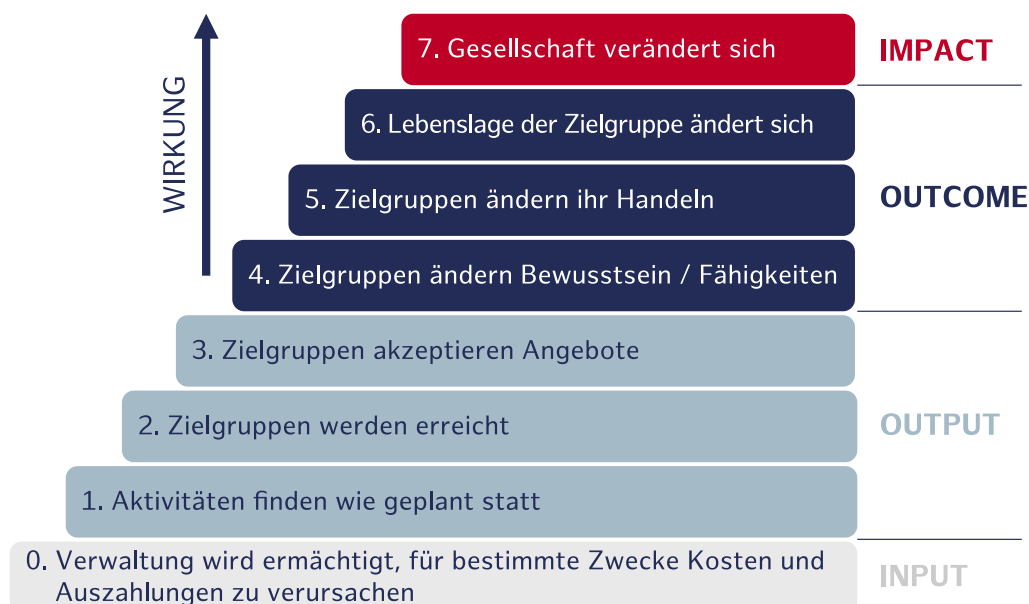 WIRKUNG
7. Gesellschaft verändert sich
IMPACT
6. Lebenslage der Zielgruppe ändert sich
5. Zielgruppen ändern ihr Handeln
OUTCOME
4. Zielgruppen ändern Bewusstsein / Fähigkeiten
3. Zielgruppen akzeptieren Angebote
2. Zielgruppen werden erreicht
OUTPUT
1. Aktivitäten finden wie geplant statt
0. Verwaltung wird ermächtigt, für bestimmte Zwecke Kosten und
Auszahlungen zu verursachen
INPUT